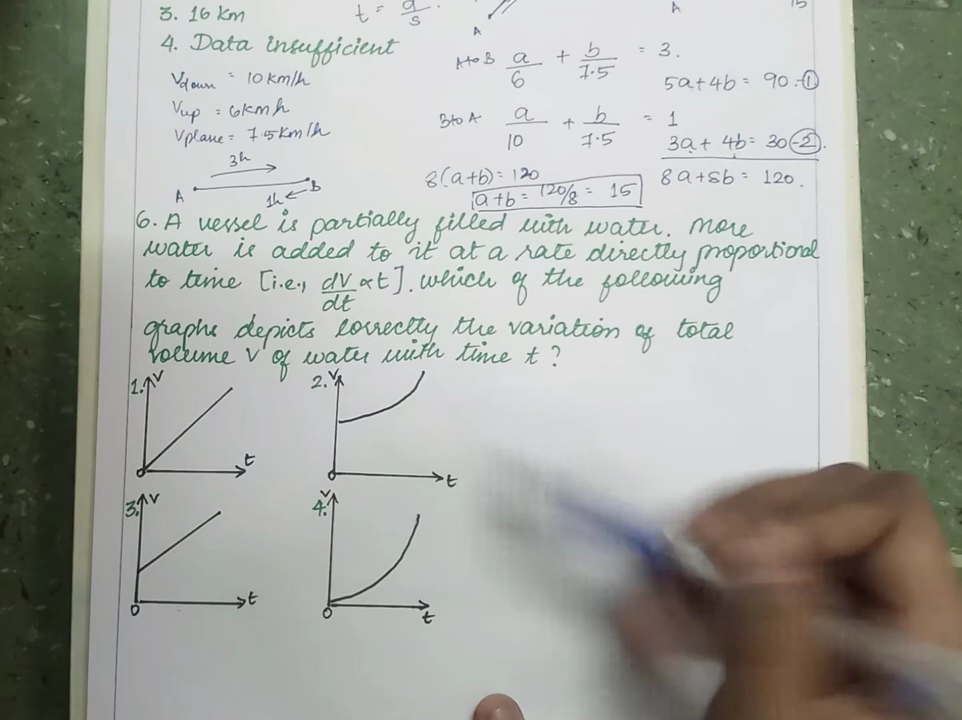 3. 16 km
t = d/s
A
A
15
4. Data insufficient
Vdown = 10 km/h
Vup = 6kmh
Vplane = 7.5km/h
3h
A
B
1h
A to B a/6 + b/7.5 = 3.
5a+4b = 90 -①
B to A a/10 + b/7.5 = 1
3a + 4b = 30 -②.
8(a+b) = 120
8a+8b = 120.
a+b = 120/8 = 15
6. A vessel is partially filled with water. More
water is added to it at a rate directly proportional
to time [i.e., dV/dt ∝ t]. which of the following
graphs depicts correctly the variation of total
volume V of water with time t?
1. V
O
t
2. V
O
t
3. V
O
t
4. V
O
t